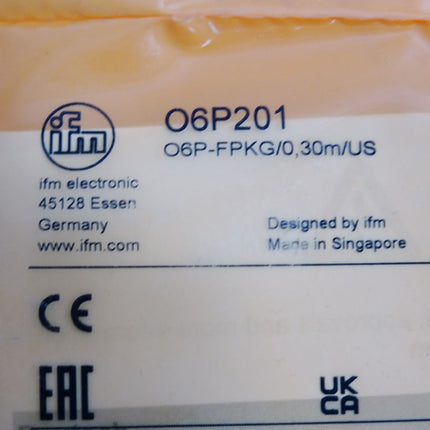 ifm
O6P201
O6P-FPKG/0,30m/US
ifm electronic
45128 Essen
Germany
www.ifm.com
Designed by ifm
Made in Singapore
CE
EAC
UK
CA